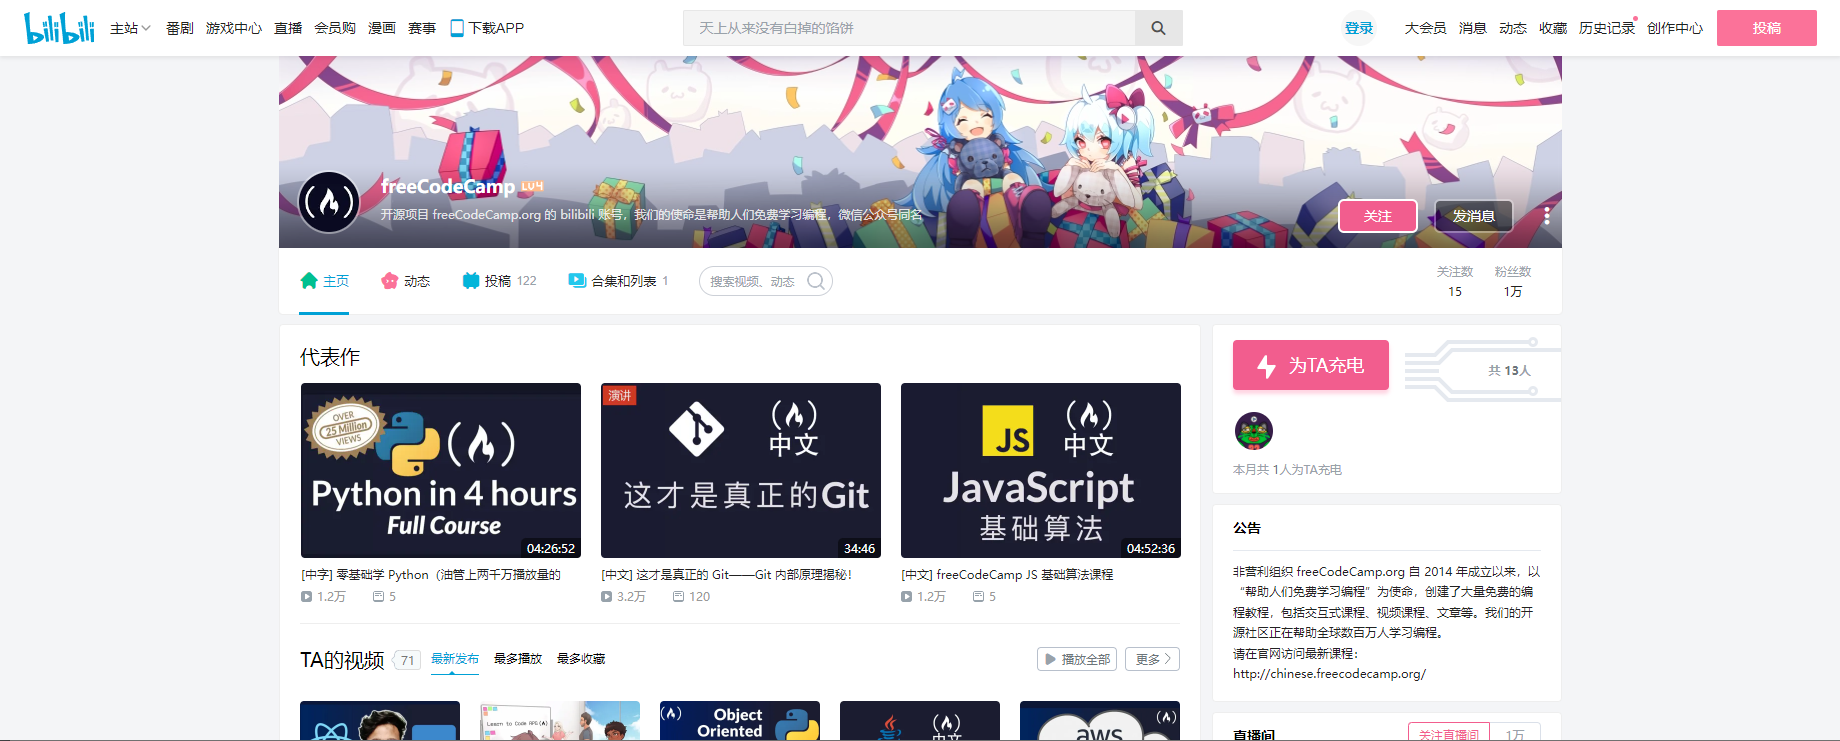 bilibili 主站 番剧 游戏中心 直播 会员购 漫画 赛事 下载APP 天上从来没有白掉的馅饼 登录 大会员 消息 动态 收藏 历史记录 创作中心 投稿
freeCodeCamp LV4
开源项目 freeCodeCamp.org 的 bilibili 账号，我们的使命是帮助人们免费学习编程，微信公众号同名
关注 发消息
主页 动态 投稿 122 合集和列表 1 搜索视频、动态
关注数 粉丝数
15 1万
代表作
OVER
25 Million
VIEWS
Python in 4 hours
Full Course
04:26:52
[中字] 零基础学 Python（油管上两千万播放量的
1.2万 5
演讲
中文
这才是真正的Git
34:46
[中文] 这才是真正的 Git——Git 内部原理揭秘！
3.2万 120
JS
中文
JavaScript
基础算法
04:52:36
[中文] freeCodeCamp JS 基础算法课程
1.2万 5
为TA充电
共 13人
本月共 1人为TA充电
公告
非营利组织 freeCodeCamp.org 自 2014 年成立以来，以
“帮助人们免费学习编程”为使命，创建了大量免费的编
程教程，包括交互式课程、视频课程、文章等。我们的开
源社区正在帮助全球数百万人学习编程。
请在官网访问最新课程：
http://chinese.freecodecamp.org/
TA的视频 71 最新发布 最多播放 最多收藏 播放全部 更多
Learn to Code RPG
Object
Oriented
中文
aws
直播间 关注直播间 1万